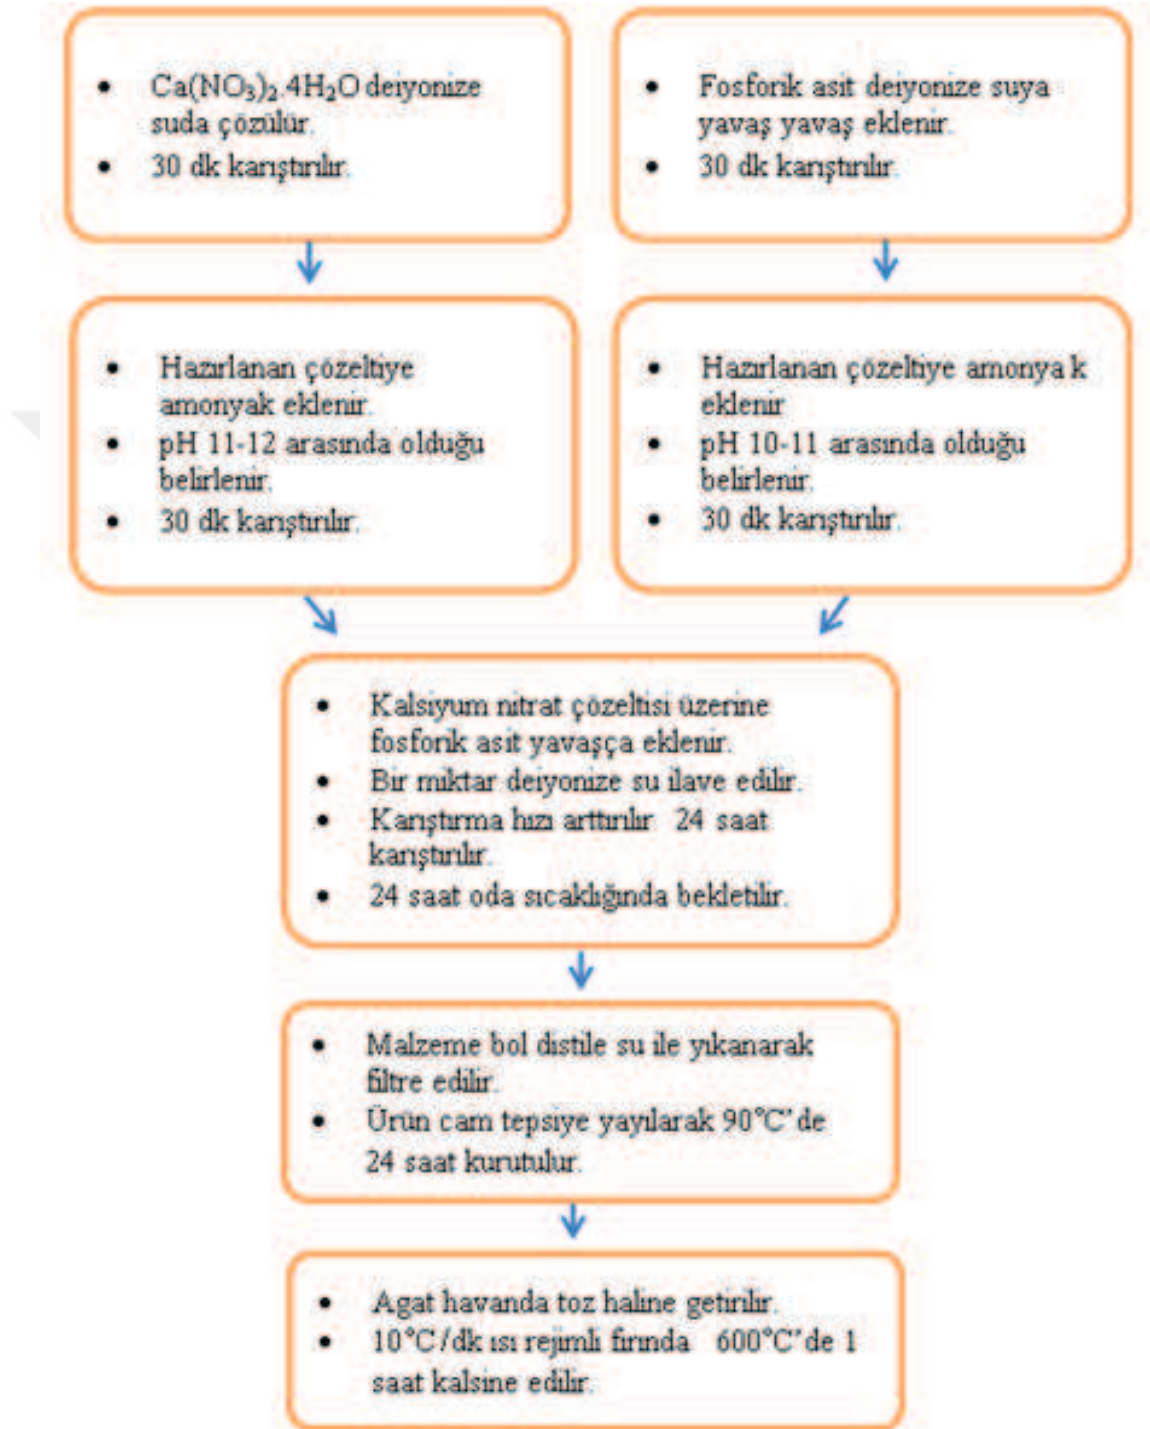 • Ca(NO₃)₂.4H₂O deiyonize
suda çözülür.
• 30 dk karıştırılır.
• Fosforik asit deiyonize suya
yavaş yavaş eklenir.
• 30 dk karıştırılır.
• Hazırlanan çözeltiye
amonyak eklenir.
• pH 11-12 arasında olduğu
belirlenir.
• 30 dk karıştırılır.
• Hazırlanan çözeltiye amonya k
eklenir
• pH 10-11 arasında olduğu
belirlenir.
• 30 dk karıştırılır.
• Kalsiyum nitrat çözeltisi üzerine
fosforik asit yavaşça eklenir.
• Bir miktar deiyonize su ilave edilir.
• Karıştırma hızı arttırılır 24 saat
karıştırılır.
• 24 saat oda sıcaklığında bekletilir.
• Malzeme bol distile su ile yıkanarak
filtre edilir.
• Ürün cam tepsiye yayılarak 90°C'de
24 saat kurutulur.
• Agat havanda toz haline getirilir.
• 10°C/dk ısı rejimli fırında 600°C'de 1
saat kalsine edilir.